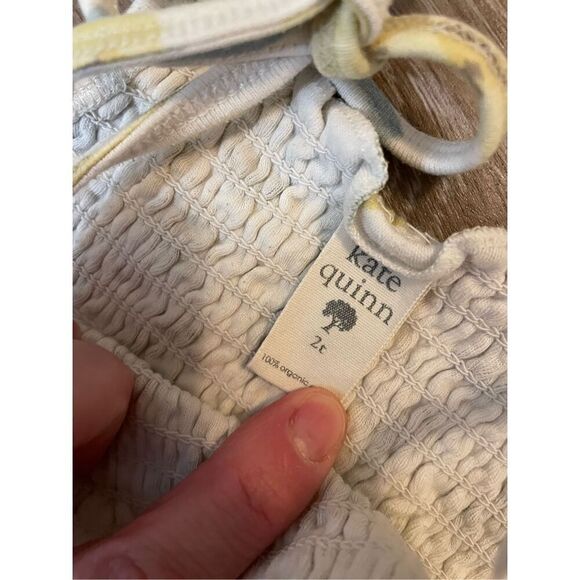 kate
quinn
2t
100% organic